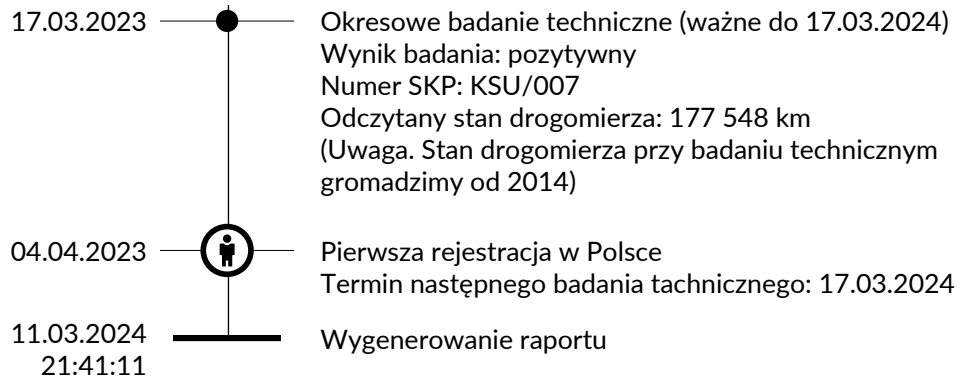 17.03.2023 Okresowe badanie techniczne (ważne do 17.03.2024)
Wynik badania: pozytywny
Numer SKP: KSU/007
Odczytany stan drogomierza: 177 548 km
(Uwaga. Stan drogomierza przy badaniu technicznym
gromadzimy od 2014)
04.04.2023 Pierwsza rejestracja w Polsce
Termin następnego badania tachnicznego: 17.03.2024
11.03.2024 Wygenerowanie raportu
21:41:11